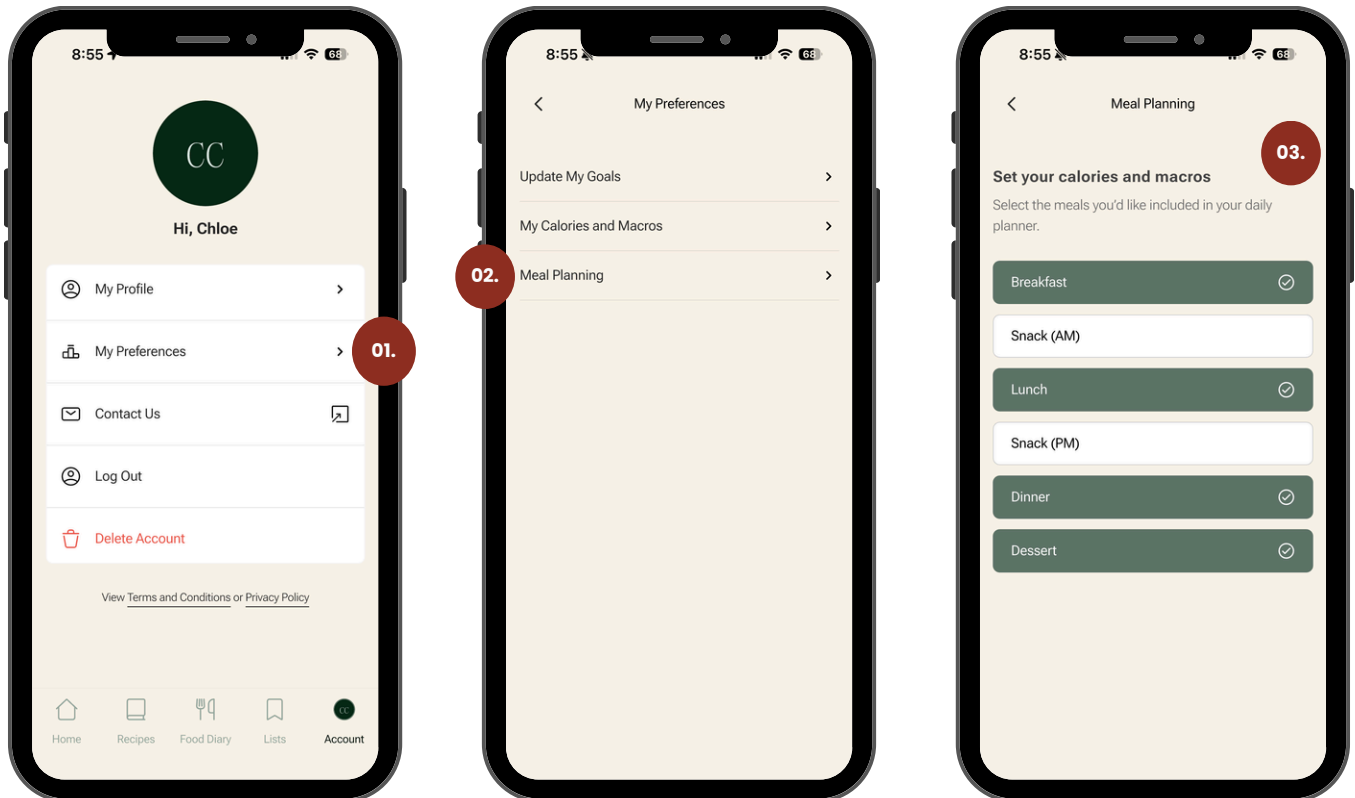 8:55
68
CC
Hi, Chloe
My Profile
My Preferences
01.
Contact Us
Log Out
Delete Account
View Terms and Conditions or Privacy Policy
CC
Home
Recipes
Food Diary
Lists
Account
8:55
68
My Preferences
Update My Goals
My Calories and Macros
02.
Meal Planning
8:55
68
Meal Planning
03.
Set your calories and macros
Select the meals you’d like included in your daily
planner.
Breakfast
Snack (AM)
Lunch
Snack (PM)
Dinner
Dessert